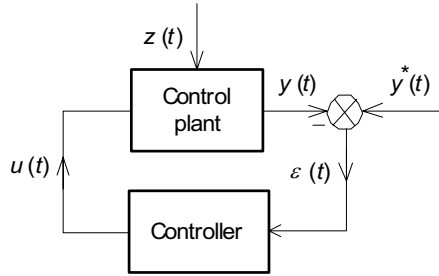 z (t)
Control
plant
y (t)
y*(t)
−
u (t)
ε (t)
Controller